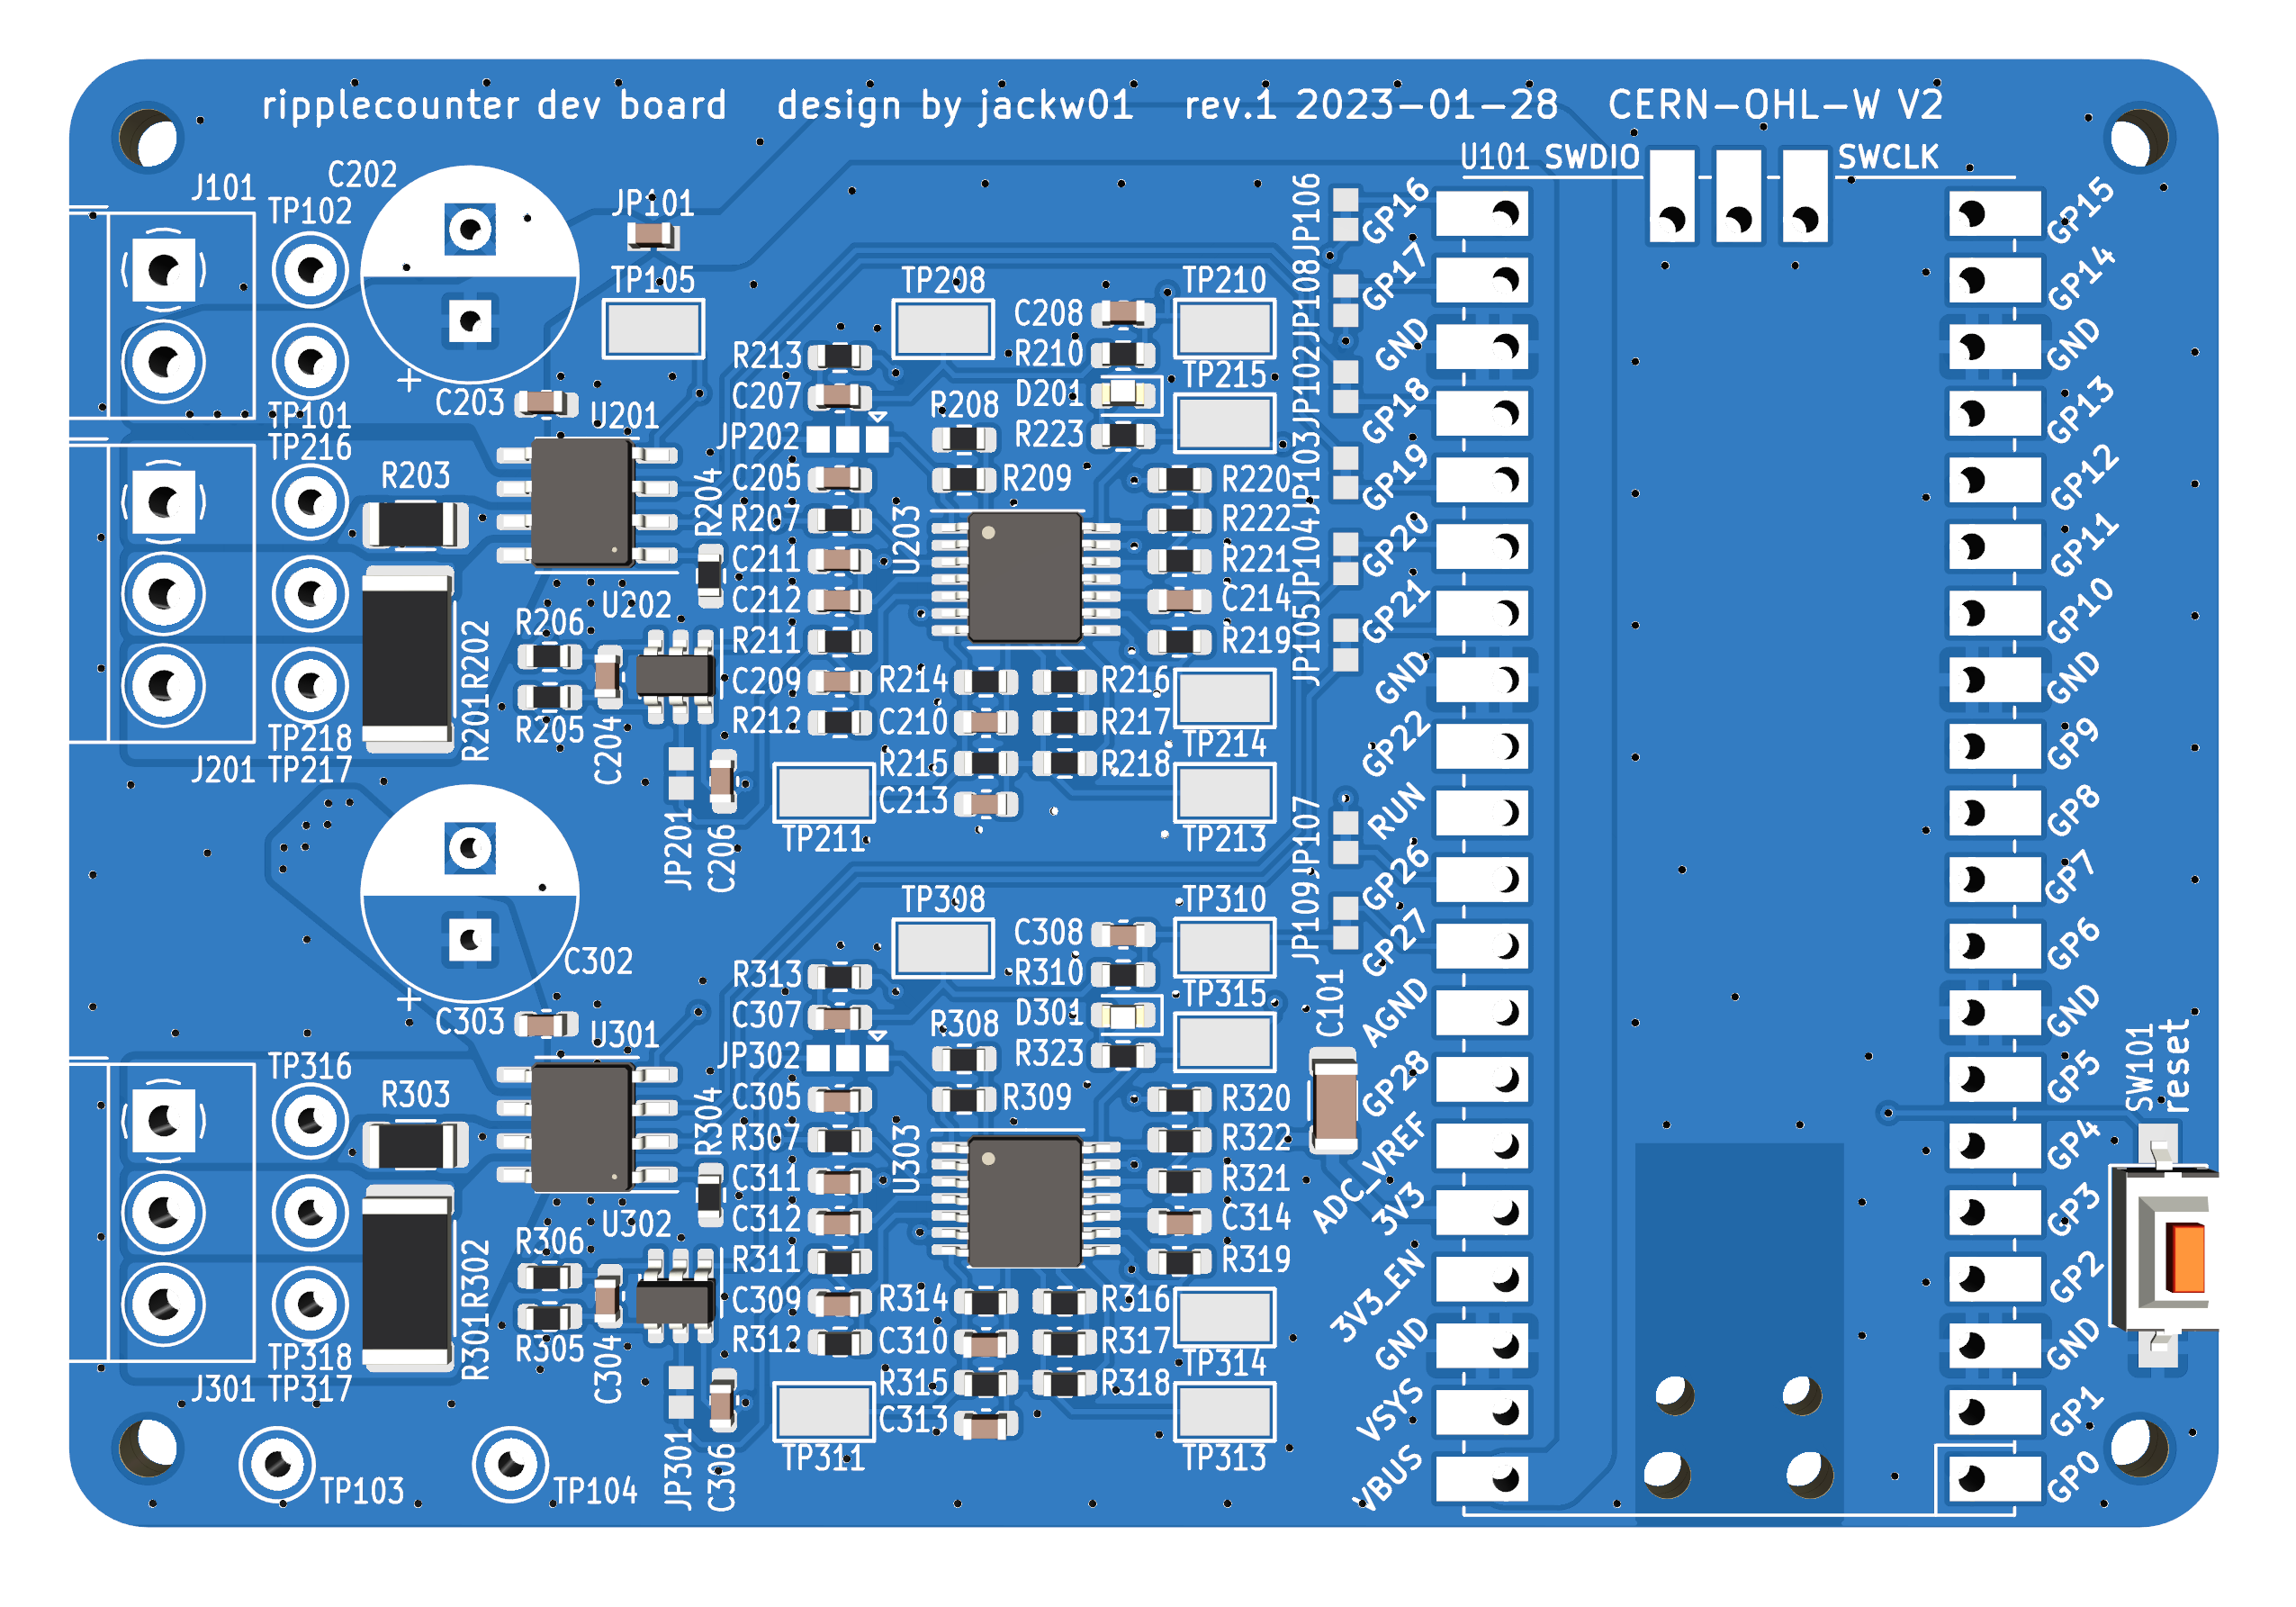 ripplecounter dev board design by jackw01 rev.1 2023-01-28 CERN-OHL-W V2
U101 SWDIO SWCLK
J101
TP102
C202
+
JP101
TP105
TP101
TP216
C203
U201
R203
R204
U202
R206
R205
R201
R202
C204
TP218
J201 TP217
JP201
C206
TP208
TP210
C208
R213
R210
TP215
C207
D201
R208
JP202
R223
C205
R209
R220
R207
U203
R222
C211
R221
C212
C214
R211
R219
C209
R214
R216
R212
C210
R217
TP214
R215
R218
C213
TP211
TP213
JP106
JP108
JP102
JP103
JP104
JP105
JP107
JP109
C101
C302
+
C303
U301
TP316
R303
R304
U302
R306
R305
R301
R302
C304
TP318
J301 TP317
TP103
TP104
JP301
C306
TP308
TP310
C308
R313
R310
TP315
C307
D301
R308
JP302
R323
C305
R309
R320
R307
U303
R322
C311
R321
C312
C314
R311
R319
C309
R314
R316
R312
C310
R317
TP314
R315
R318
C313
TP311
TP313
GP16
GP17
GND
GP18
GP19
GP20
GP21
GND
GP22
RUN
GP26
GP27
AGND
GP28
ADC_VREF
3V3
3V3_EN
GND
VSYS
VBUS
GP15
GP14
GND
GP13
GP12
GP11
GP10
GND
GP9
GP8
GP7
GP6
GND
GP5
GP4
GP3
GP2
GND
GP1
GP0
SW101
reset